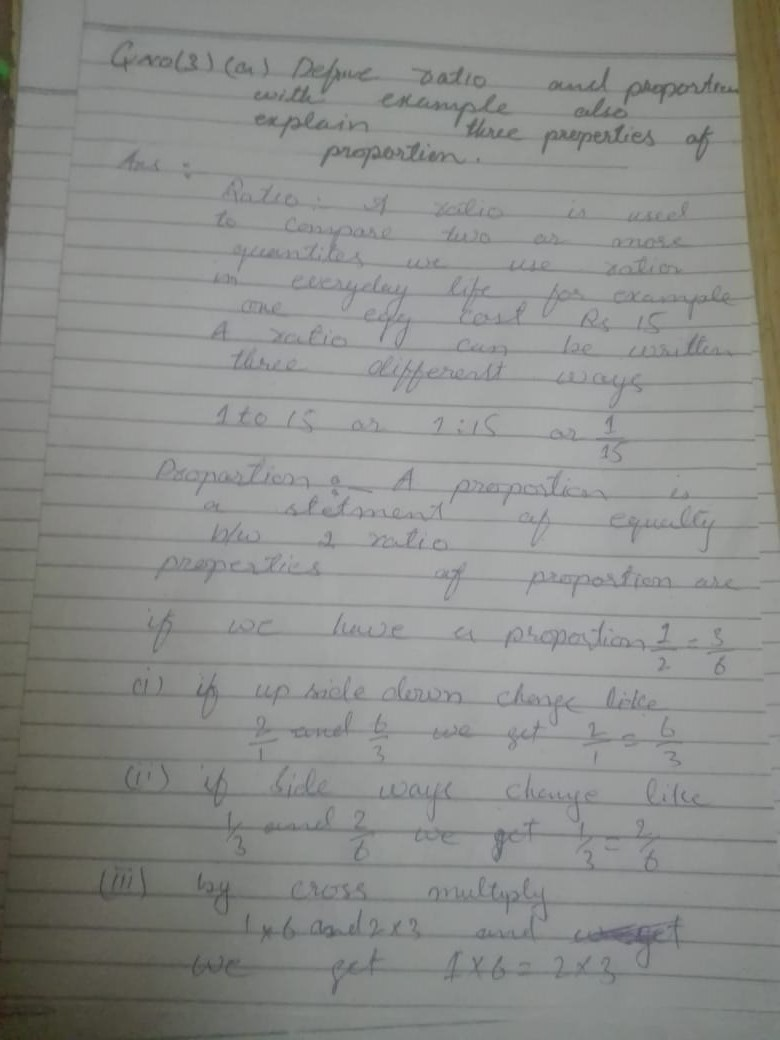 Q.No(3) (a) Define ratio and proportion
with example also
explain three properties of
proportion.
Ans :
Ratio :- A ratio is used
to compare two or more
quantites we use ration
in everyday life for example
one egg cost Rs 15
A ratio can be written
three different ways
1 to 15 or 1:15 or 1/15
Proportion :- A proportion is
a stetment of equalty
b/w 2 ratio
properties of proportion are
if we have a propotion 1/2 = 3/6
(i) if up side down change like
2/1 and 6/3 we get 2/1 = 6/3
(ii) if side ways change like
1/3 and 2/6 we get 1/3 = 2/6
(iii) by cross multiply
1 x 6 and 2 x 3 and
we get 1 x 6 = 2 x 3